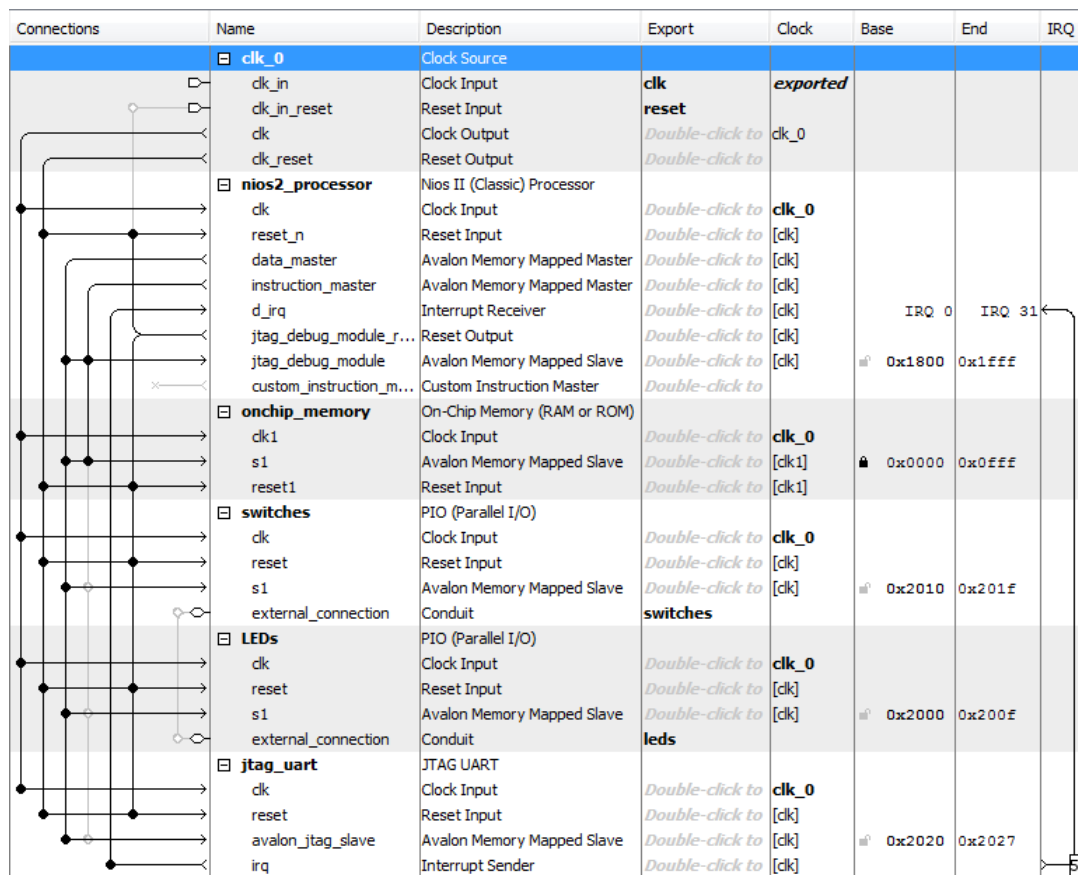 Connections Name Description Export Clock Base End IRQ
clk_0 Clock Source
clk_in Clock Input clk exported
clk_in_reset Reset Input reset
clk Clock Output Double-click to clk_0
clk_reset Reset Output Double-click to
nios2_processor Nios II (Classic) Processor
clk Clock Input Double-click to clk_0
reset_n Reset Input Double-click to [clk]
data_master Avalon Memory Mapped Master Double-click to [clk]
instruction_master Avalon Memory Mapped Master Double-click to [clk]
d_irq Interrupt Receiver Double-click to [clk] IRQ 0 IRQ 31
jtag_debug_module_r... Reset Output Double-click to [clk]
jtag_debug_module Avalon Memory Mapped Slave Double-click to [clk] 0x1800 0x1fff
custom_instruction_m... Custom Instruction Master Double-click to
onchip_memory On-Chip Memory (RAM or ROM)
clk1 Clock Input Double-click to clk_0
s1 Avalon Memory Mapped Slave Double-click to [clk1] 0x0000 0x0fff
reset1 Reset Input Double-click to [clk1]
switches PIO (Parallel I/O)
clk Clock Input Double-click to clk_0
reset Reset Input Double-click to [clk]
s1 Avalon Memory Mapped Slave Double-click to [clk] 0x2010 0x201f
external_connection Conduit switches
LEDs PIO (Parallel I/O)
clk Clock Input Double-click to clk_0
reset Reset Input Double-click to [clk]
s1 Avalon Memory Mapped Slave Double-click to [clk] 0x2000 0x200f
external_connection Conduit leds
jtag_uart JTAG UART
clk Clock Input Double-click to clk_0
reset Reset Input Double-click to [clk]
avalon_jtag_slave Avalon Memory Mapped Slave Double-click to [clk] 0x2020 0x2027
irq Interrupt Sender Double-click to [clk] 5